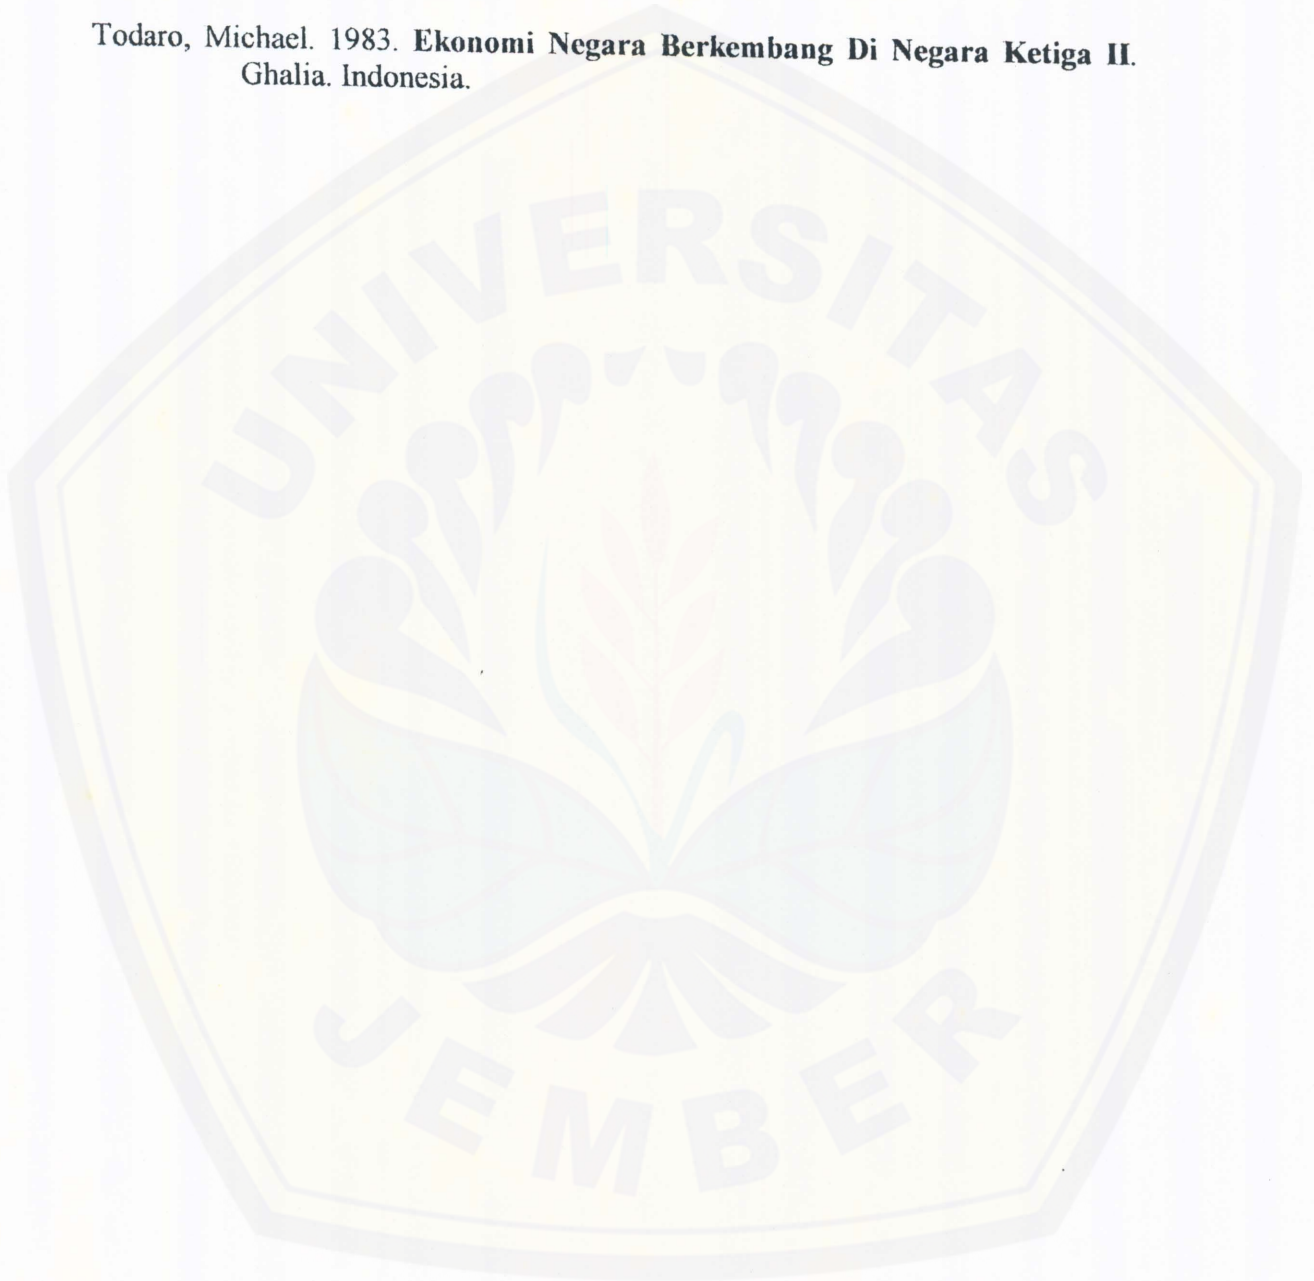 Todaro, Michael. 1983. Ekonomi Negara Berkembang Di Negara Ketiga II.
Ghalia. Indonesia.
UNIVERSITAS
JEMBER